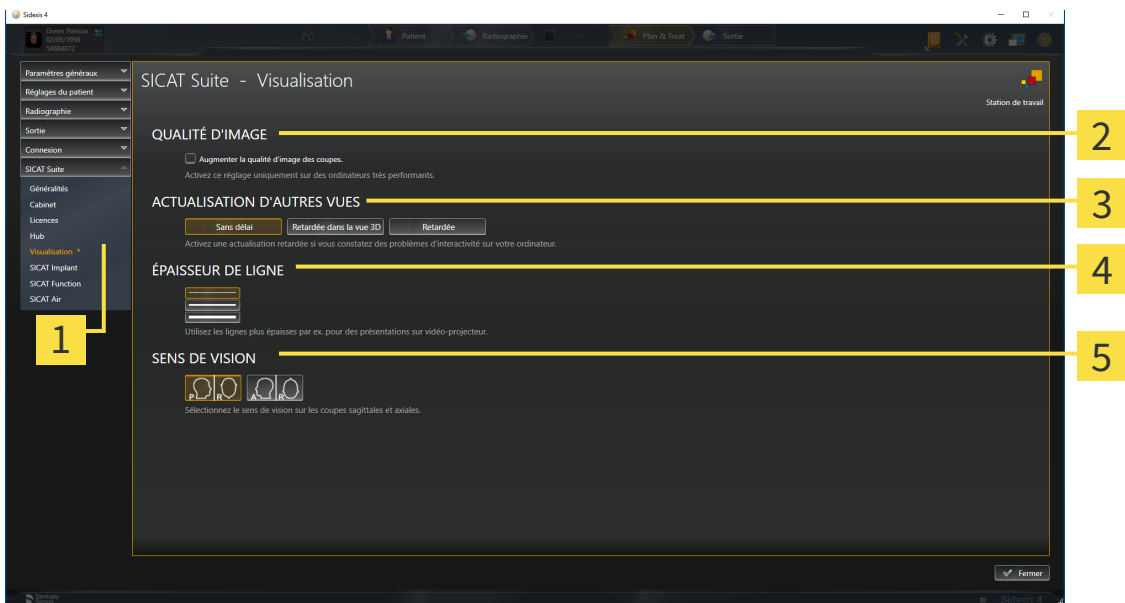 Sidexis 4
Green Patricia
02/05/1956
54684072
Patient
Radiographie
Plan & Treat
Sortie
Paramètres généraux
Réglages du patient
Radiographie
Sortie
Connexion
SICAT Suite
Généralités
Cabinet
Licences
Hub
Visualisation *
SICAT Implant
SICAT Function
SICAT Air
1
SICAT Suite - Visualisation
Station de travail
QUALITÉ D'IMAGE
2
Augmenter la qualité d'image des coupes.
Activez ce réglage uniquement sur des ordinateurs très performants.
ACTUALISATION D'AUTRES VUES
3
Sans délai Retardée dans la vue 3D Retardée
Activez une actualisation retardée si vous constatez des problèmes d'interactivité sur votre ordinateur.
ÉPAISSEUR DE LIGNE
4
Utilisez les lignes plus épaisses par ex. pour des présentations sur vidéo-projecteur.
SENS DE VISION
5
P R A R
Sélectionnez le sens de vision sur les coupes sagittales et axiales.
Fermer
Dentsply
Sirona
Sidexis 4